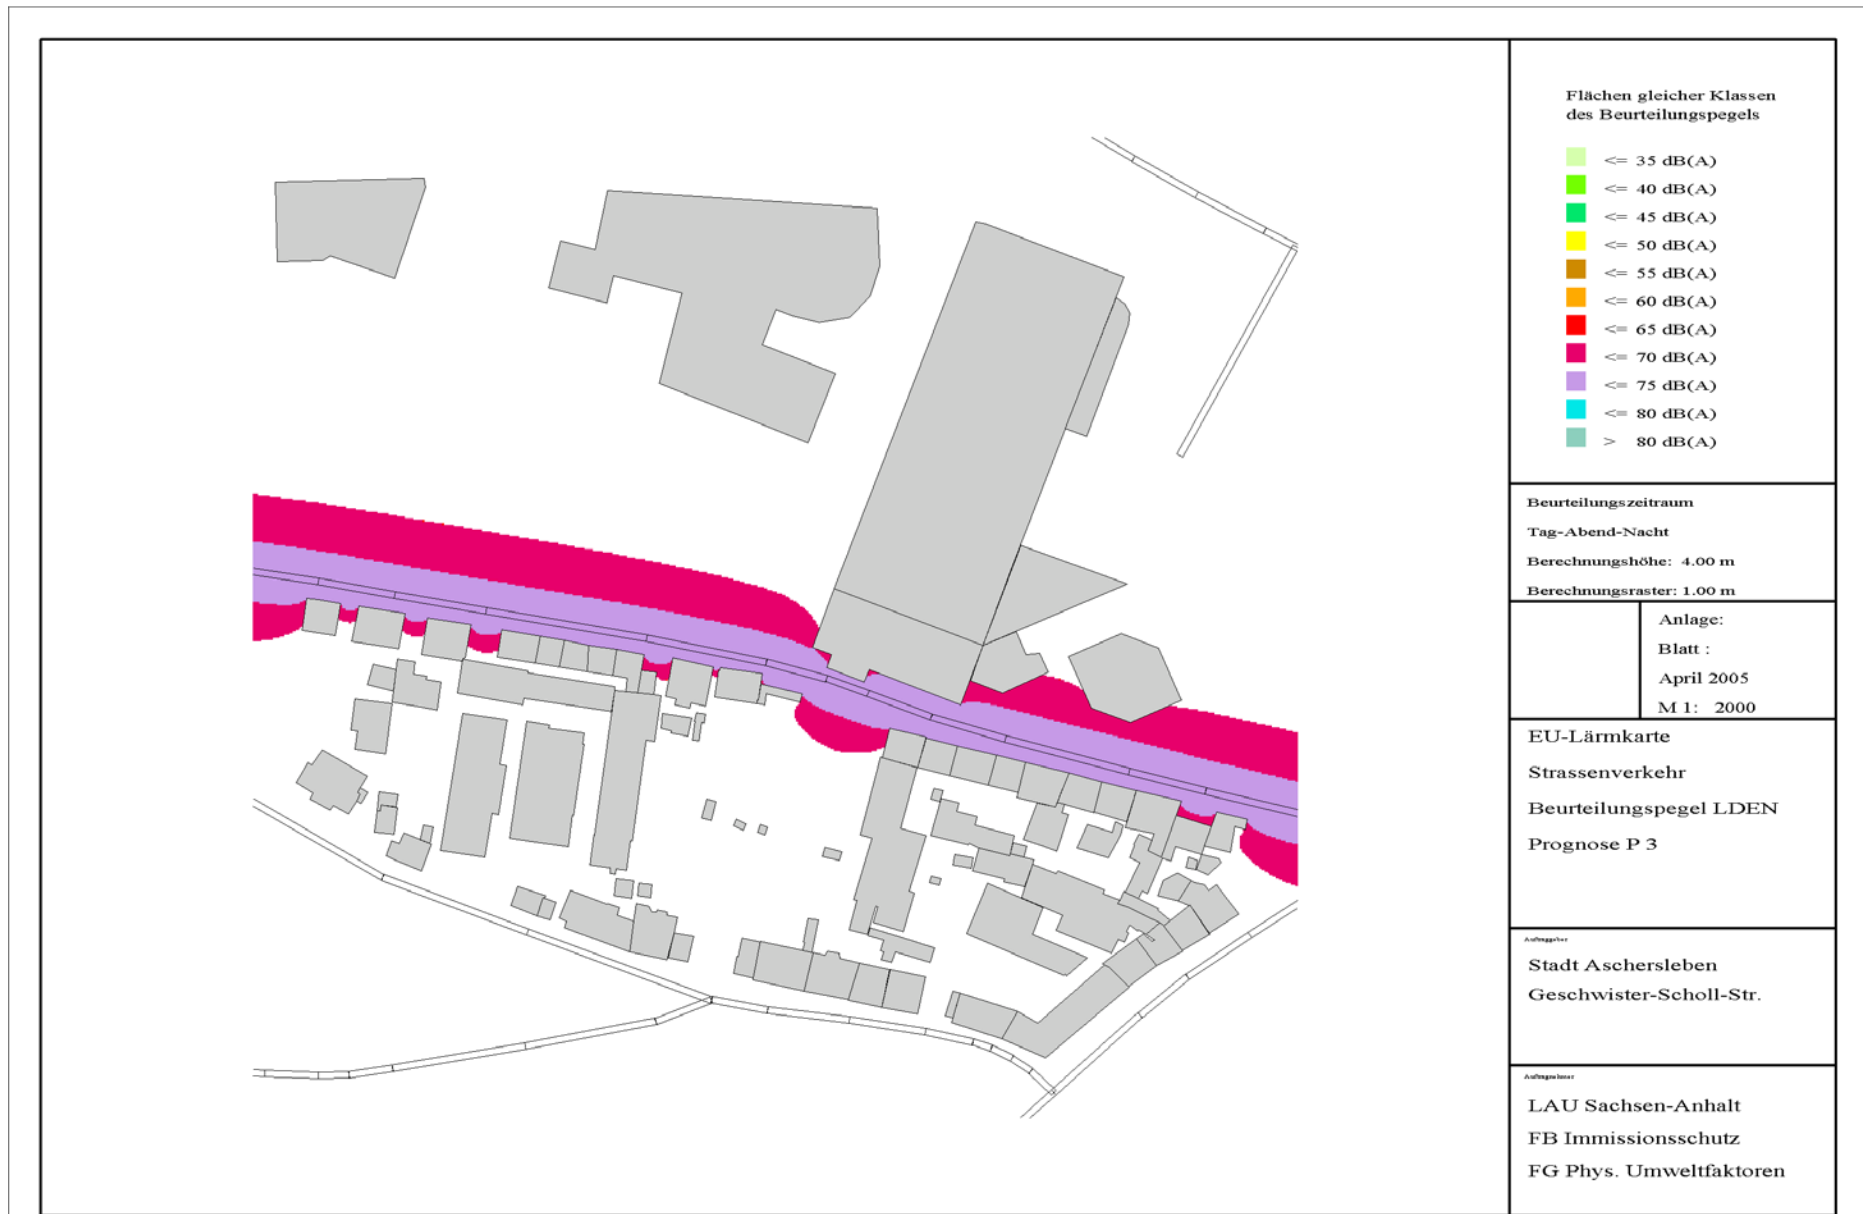 Flächen gleicher Klassen
des Beurteilungspegels
<= 35 dB(A)
<= 40 dB(A)
<= 45 dB(A)
<= 50 dB(A)
<= 55 dB(A)
<= 60 dB(A)
<= 65 dB(A)
<= 70 dB(A)
<= 75 dB(A)
<= 80 dB(A)
> 80 dB(A)
Beurteilungszeitraum
Tag-Abend-Nacht
Berechnungshöhe: 4.00 m
Berechnungsraster: 1.00 m
Anlage:
Blatt :
April 2005
M 1: 2000
EU-Lärmkarte
Strassenverkehr
Beurteilungspegel LDEN
Prognose P 3
Auftraggeber
Stadt Aschersleben
Geschwister-Scholl-Str.
Auftragnehmer
LAU Sachsen-Anhalt
FB Immissionsschutz
FG Phys. Umweltfaktoren